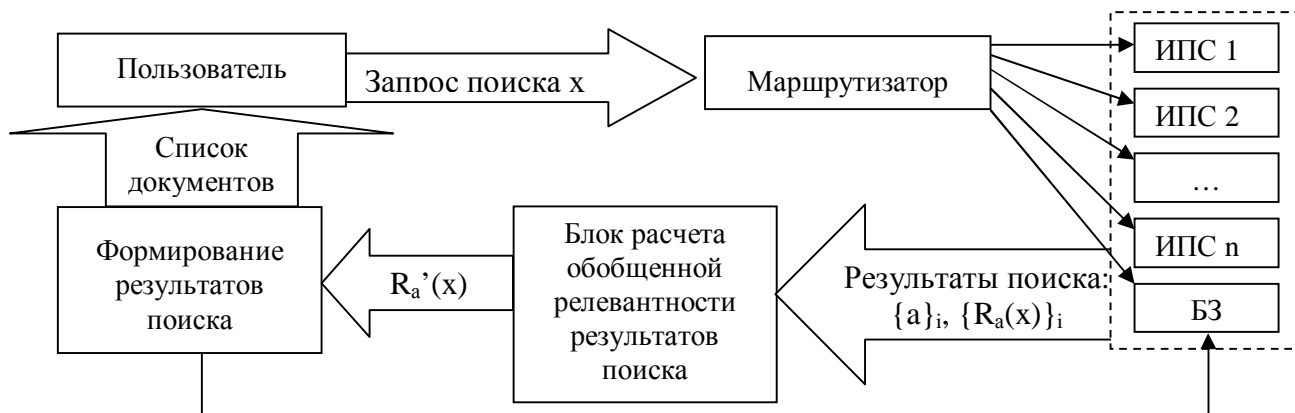 Пользователь
Запрос поиска x
Маршрутизатор
ИПС 1
ИПС 2
…
ИПС n
БЗ
Список
документов
Формирование
результатов
поиска
Rₐ’(x)
Блок расчета
обобщенной
релевантности
результатов
поиска
Результаты поиска:
{a}ᵢ, {Rₐ(x)}ᵢ